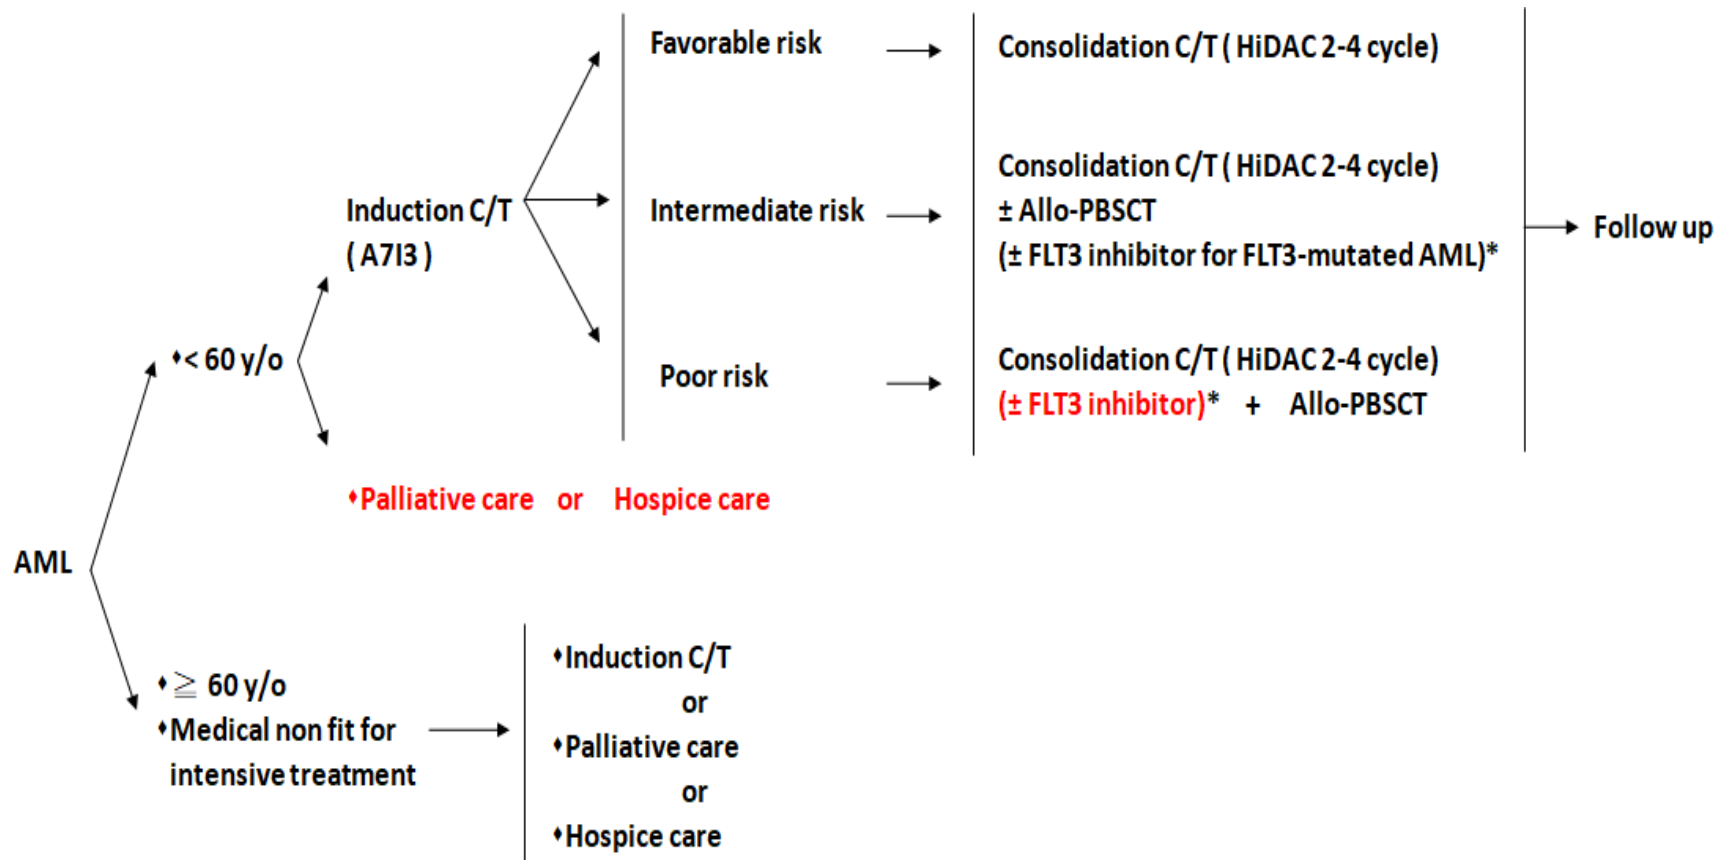 Favorable risk
Consolidation C/T ( HiDAC 2-4 cycle)
Induction C/T
( A7I3 )
Intermediate risk
Consolidation C/T ( HiDAC 2-4 cycle)
± Allo-PBSCT
(± FLT3 inhibitor for FLT3-mutated AML)*
Follow up
♦< 60 y/o
Poor risk
Consolidation C/T ( HiDAC 2-4 cycle)
(± FLT3 inhibitor)* + Allo-PBSCT
♦Palliative care or Hospice care
AML
♦≧ 60 y/o
♦Medical non fit for
intensive treatment
♦Induction C/T
or
♦Palliative care
or
♦Hospice care